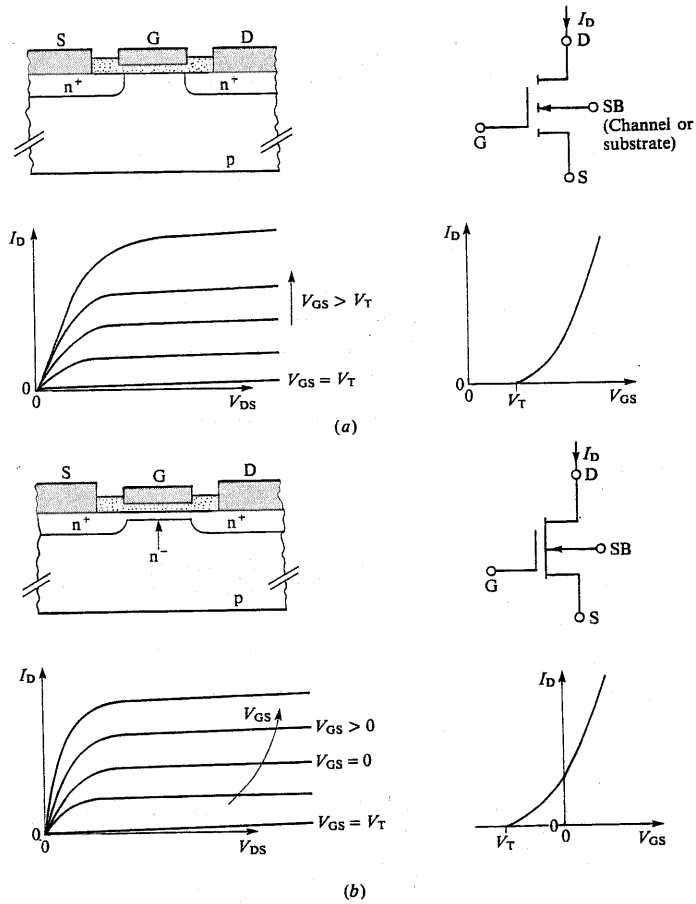 S G D
n+ n+
p
I_D
D
SB
(Channel or
substrate)
G
S
I_D
V_GS > V_T
V_GS = V_T
0
0
V_DS
I_D
0
0
V_T
V_GS
(a)
S G D
n+ n+
n−
p
I_D
D
SB
G
S
I_D
V_GS
V_GS > 0
V_GS = 0
V_GS = V_T
0
0
V_DS
I_D
0
V_T
0
V_GS
(b)